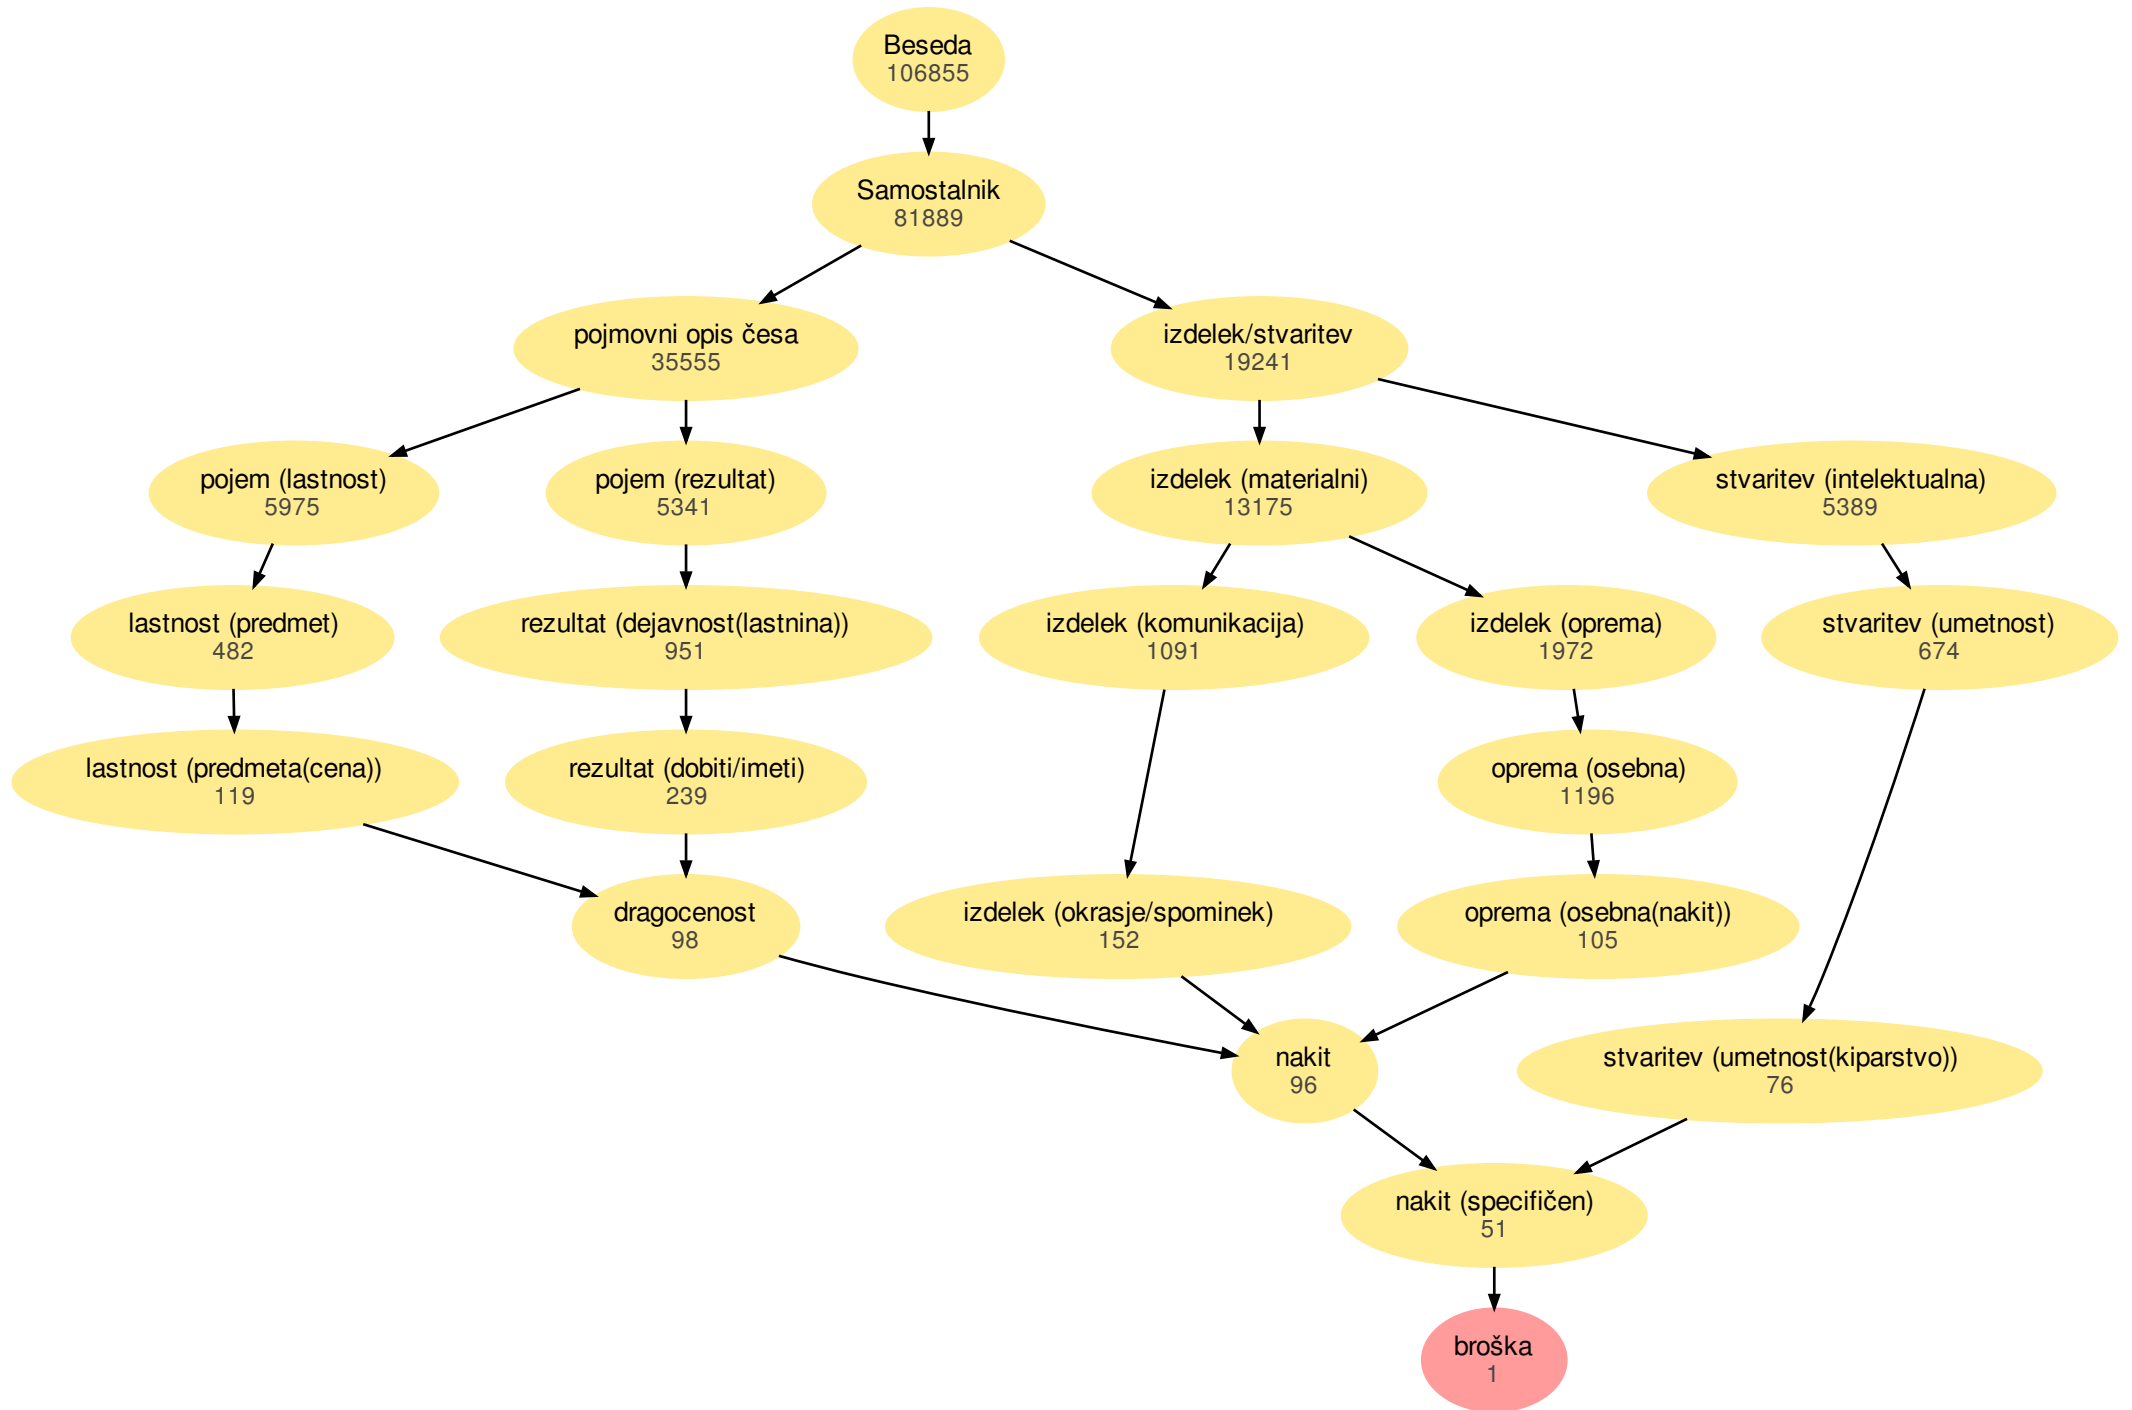 Beseda
106855
Samostalnik
81889
pojmovni opis česa
35555
izdelek/stvaritev
19241
pojem (lastnost)
5975
pojem (rezultat)
5341
izdelek (materialni)
13175
stvaritev (intelektualna)
5389
lastnost (predmet)
482
rezultat (dejavnost(lastnina))
951
izdelek (komunikacija)
1091
izdelek (oprema)
1972
stvaritev (umetnost)
674
lastnost (predmeta(cena))
119
rezultat (dobiti/imeti)
239
oprema (osebna)
1196
dragocenost
98
izdelek (okrasje/spominek)
152
oprema (osebna(nakit))
105
nakit
96
stvaritev (umetnost(kiparstvo))
76
nakit (specifičen)
51
broška
1